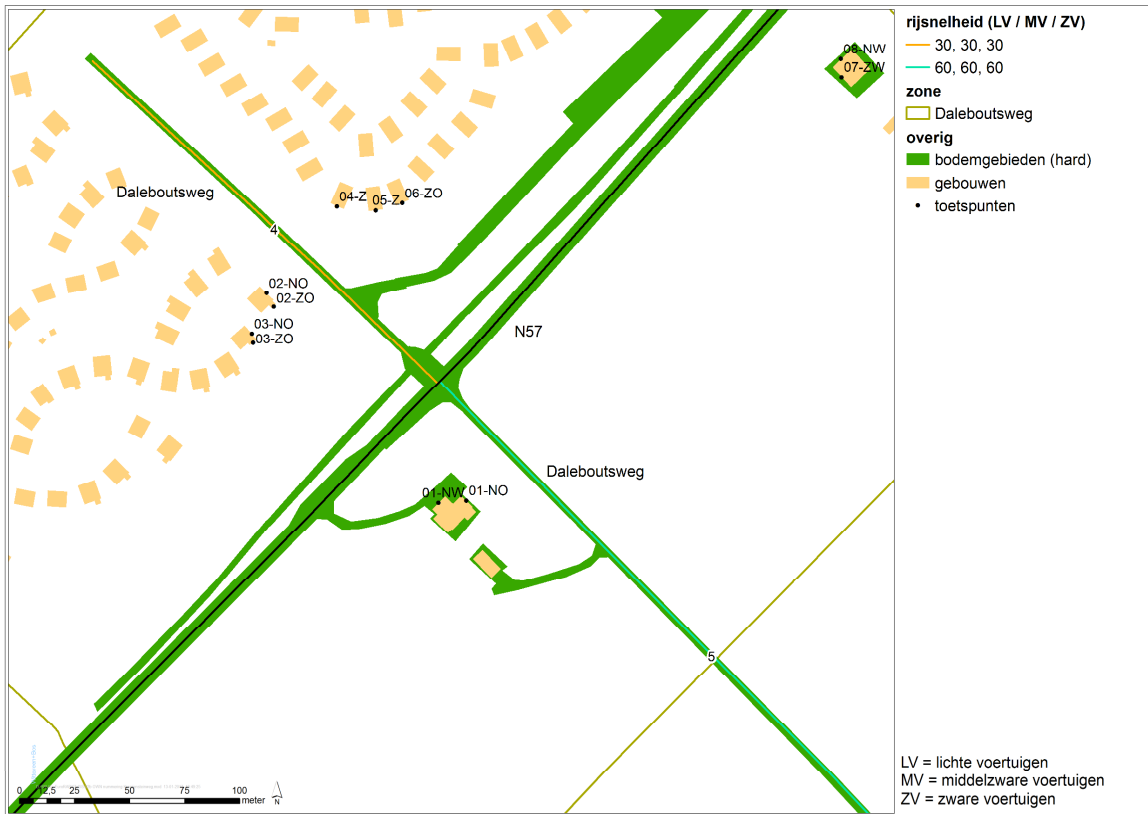 rijsnelheid (LV / MV / ZV)
30, 30, 30
60, 60, 60
zone
Daleboutsweg
overig
bodemgebieden (hard)
gebouwen
toetspunten
08-NW
07-ZW
Daleboutsweg
04-Z
05-Z
06-ZO
4
02-NO
02-ZO
03-NO
03-ZO
N57
Daleboutsweg
01-NW
01-NO
5
0 12,5 25 50 75 100
meter
N
LV = lichte voertuigen
MV = middelzware voertuigen
ZV = zware voertuigen